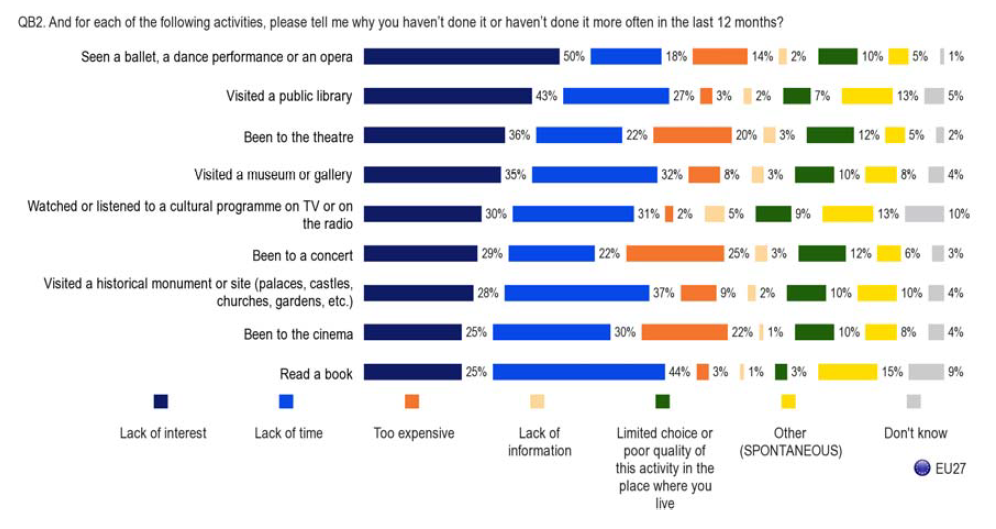 QB2. And for each of the following activities, please tell me why you haven't done it or haven't done it more often in the last 12 months?
Seen a ballet, a dance performance or an opera 50% 18% 14% 2% 10% 5% 1%
Visited a public library 43% 27% 3% 2% 7% 13% 5%
Been to the theatre 36% 22% 20% 3% 12% 5% 2%
Visited a museum or gallery 35% 32% 8% 3% 10% 8% 4%
Watched or listened to a cultural programme on TV or on
the radio 30% 31% 2% 5% 9% 13% 10%
Been to a concert 29% 22% 25% 3% 12% 6% 3%
Visited a historical monument or site (palaces, castles,
churches, gardens, etc.) 28% 37% 9% 2% 10% 10% 4%
Been to the cinema 25% 30% 22% 1% 10% 8% 4%
Read a book 25% 44% 3% 1% 3% 15% 9%
Lack of interest
Lack of time
Too expensive
Lack of
information
Limited choice or
poor quality of
this activity in the
place where you
live
Other
(SPONTANEOUS)
Don't know
EU27